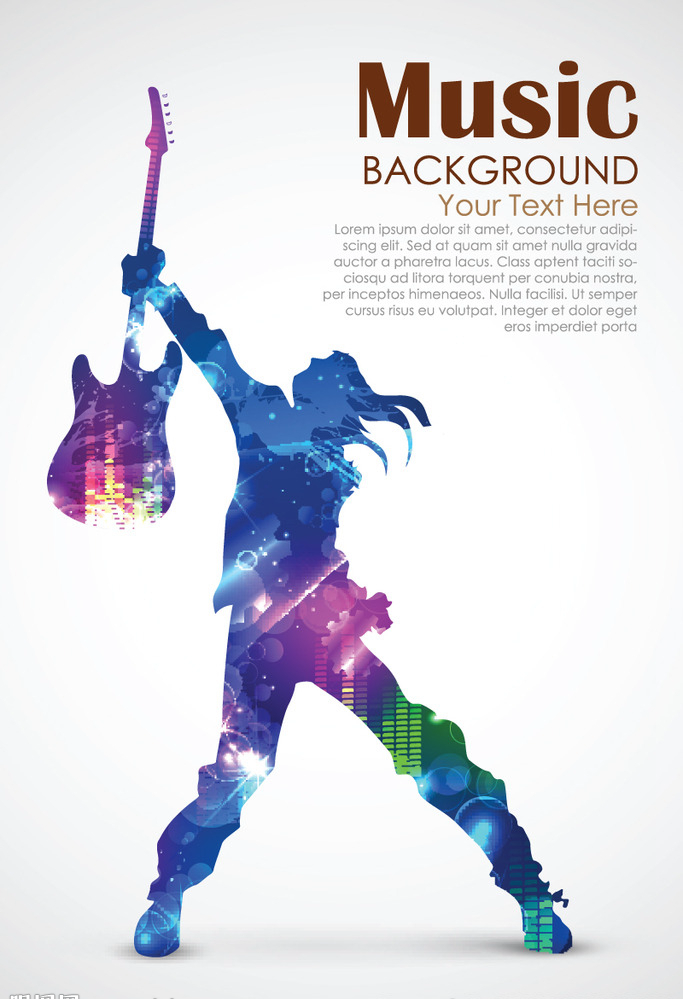 Music
BACKGROUND
Your Text Here
Lorem ipsum dolor sit amet, consectetur adipi-
scing elit. Sed at quam sit amet nulla gravida
auctor a pharetra lacus. Class aptent taciti so-
ciosqu ad litora torquent per conubia nostra,
per inceptos himenaeos. Nulla facilisi. Ut semper
cursus risus eu volutpat. Integer et dolor eget
eros imperdiet porta